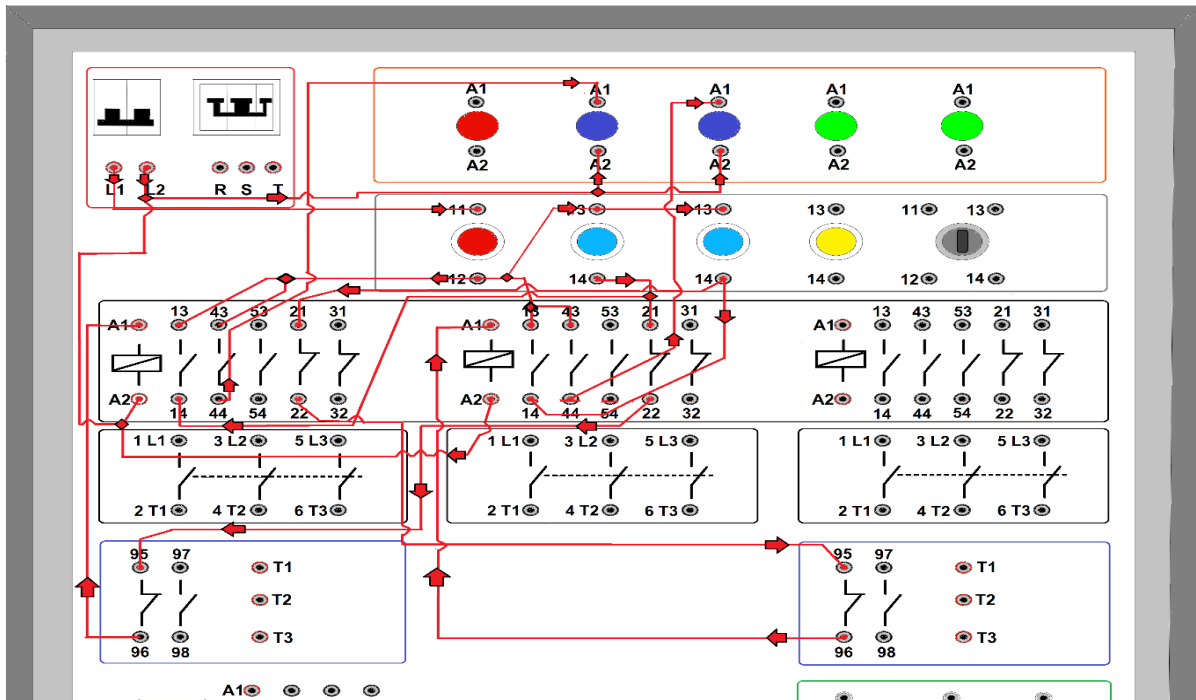 A1 A1 A1 A1 A1
A2 A2 A2 A2 A2
L1 L2 R S T
11 13 13 13 11 13
12 14 14 14 12 14
13 43 53 21 31 13 43 53 21 31 13 43 53 21 31
A1 A1 A1
A2 A2 A2
14 44 54 22 32 14 44 54 22 32 14 44 54 22 32
1 L1 3 L2 5 L3 1 L1 3 L2 5 L3 1 L1 3 L2 5 L3
2 T1 4 T2 6 T3 2 T1 4 T2 6 T3 2 T1 4 T2 6 T3
95 97 95 97
T1 T1
T2 T2
T3 T3
96 98 96 98
A1